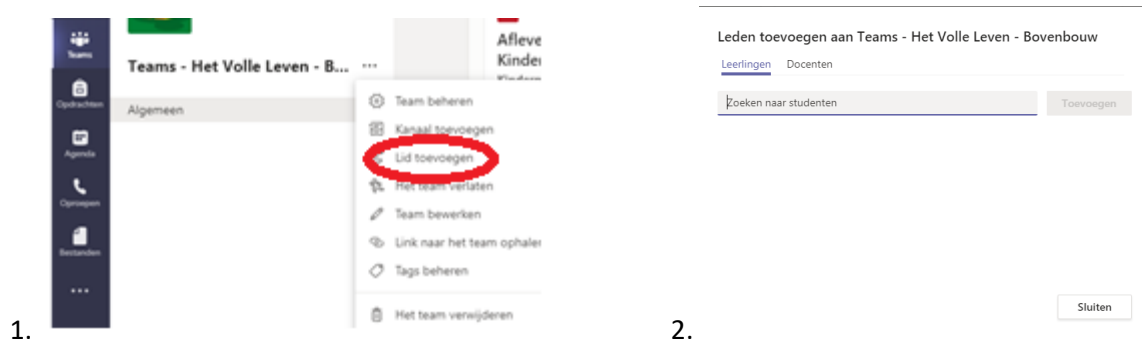 Teams
Opdrachten
Agenda
Oproepen
Bestanden
...
Teams - Het Volle Leven - B... ...
Algemeen
Afleve
Kinder
Team beheren
Kanaal toevoegen
Lid toevoegen
Het team verlaten
Team bewerken
Link naar het team ophalen
Tags beheren
Het team verwijderen
1.
Leden toevoegen aan Teams - Het Volle Leven - Bovenbouw
Leerlingen Docenten
Zoeken naar studenten
Toevoegen
Sluiten
2.